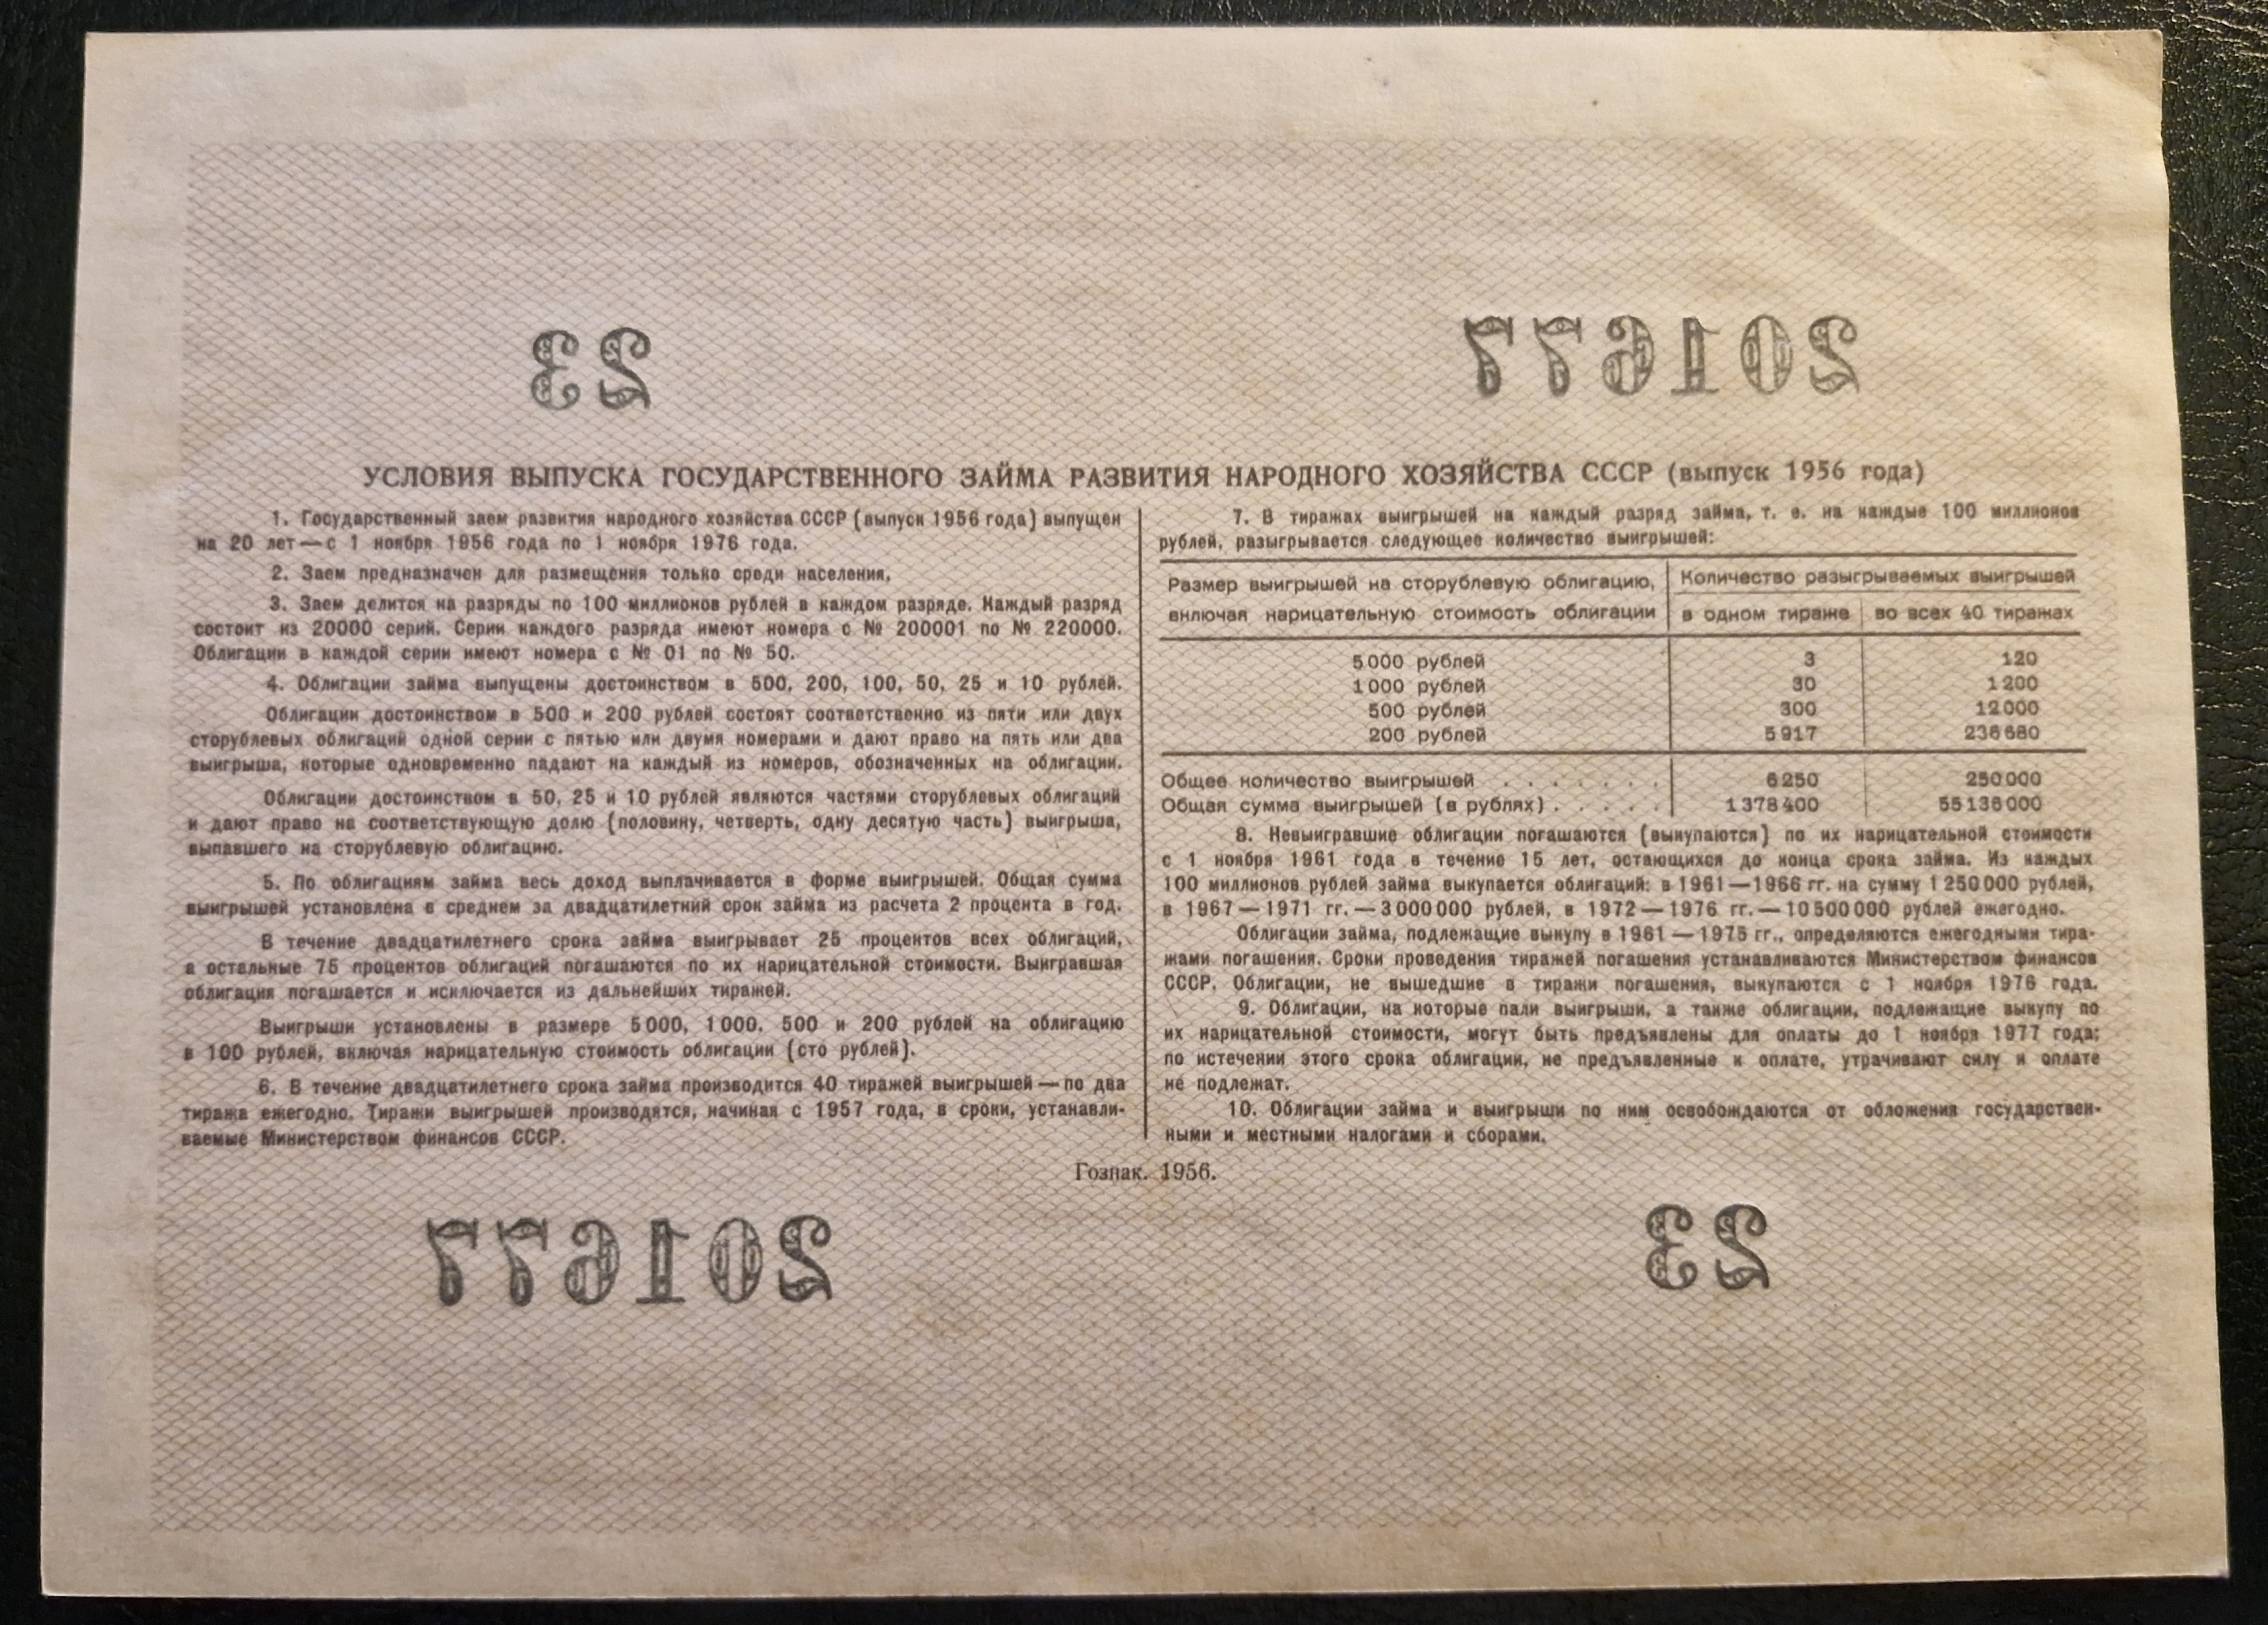 23 201677
УСЛОВИЯ ВЫПУСКА ГОСУДАРСТВЕННОГО ЗАЙМА РАЗВИТИЯ НАРОДНОГО ХОЗЯЙСТВА СССР (выпуск 1956 года)
1. Государственный заем развития народного хозяйства СССР (выпуск 1956 года) выпущен
на 20 лет — с 1 ноября 1956 года по 1 ноября 1976 года.
2. Заем предназначен для размещения только среди населения.
3. Заем делится на разряды по 100 миллионов рублей в каждом разряде. Каждый разряд
состоит из 20000 серий. Серии каждого разряда имеют номера с № 200001 по № 220000.
Облигации в каждой серии имеют номера с № 01 по № 50.
4. Облигации займа выпущены достоинством в 500, 200, 100, 50, 25 и 10 рублей.
Облигации достоинством в 500 и 200 рублей состоят соответственно из пяти или двух
сторублевых облигаций одной серии с пятью или двумя номерами и дают право на пять или два
выигрыша, которые одновременно падают на каждый из номеров, обозначенных на облигации.
Облигации достоинством в 50, 25 и 10 рублей являются частями сторублевых облигаций
и дают право на соответствующую долю (половину, четверть, одну десятую часть) выигрыша,
выпавшего на сторублевую облигацию.
5. По облигациям займа весь доход выплачивается в форме выигрышей. Общая сумма
выигрышей установлена в среднем за двадцатилетний срок займа из расчета 2 процента в год.
В течение двадцатилетнего срока займа выигрывает 25 процентов всех облигаций,
а остальные 75 процентов облигаций погашаются по их нарицательной стоимости. Выигравшая
облигация погашается и исключается из дальнейших тиражей.
Выигрыши установлены в размере 5 000, 1 000, 500 и 200 рублей на облигацию
в 100 рублей, включая нарицательную стоимость облигации (сто рублей).
6. В течение двадцатилетнего срока займа производится 40 тиражей выигрышей — по два
тиража ежегодно. Тиражи выигрышей производятся, начиная с 1957 года, в сроки, устанавли-
ваемые Министерством финансов СССР.
7. В тиражах выигрышей на каждый разряд займа, т. е. на каждые 100 миллионов
рублей, разыгрывается следующее количество выигрышей:
Размер выигрышей на сторублевую облигацию, Количество разыгрываемых выигрышей
включая нарицательную стоимость облигации в одном тираже во всех 40 тиражах
5 000 рублей 3 120
1 000 рублей 30 1 200
500 рублей 300 12 000
200 рублей 5 917 236 680
Общее количество выигрышей . . . . . . . 6 250 250 000
Общая сумма выигрышей (в рублях) . . . . . 1 378 400 55 136 000
8. Невыигравшие облигации погашаются (выкупаются) по их нарицательной стоимости
с 1 ноября 1961 года в течение 15 лет, остающихся до конца срока займа. Из каждых
100 миллионов рублей займа выкупается облигаций: в 1961—1966 гг. на сумму 1 250 000 рублей,
в 1967 — 1971 гг. — 3 000 000 рублей, в 1972 — 1976 гг. — 10 500 000 рублей ежегодно.
Облигации займа, подлежащие выкупу в 1961 — 1975 гг., определяются ежегодными тира-
жами погашения. Сроки проведения тиражей погашения устанавливаются Министерством финансов
СССР. Облигации, не вышедшие в тиражи погашения, выкупаются с 1 ноября 1976 года.
9. Облигации, на которые пали выигрыши, а также облигации, подлежащие выкупу по
их нарицательной стоимости, могут быть предъявлены для оплаты до 1 ноября 1977 года;
по истечении этого срока облигации, не предъявленные к оплате, утрачивают силу и оплате
не подлежат.
10. Облигации займа и выигрыши по ним освобождаются от обложения государствен-
ными и местными налогами и сборами.
Гознак. 1956.
201677 23